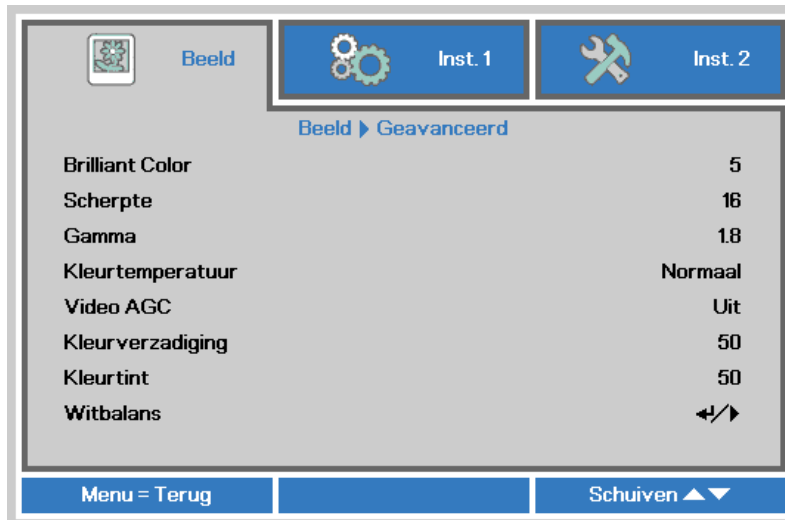 Beeld Inst. 1 Inst. 2
Beeld Geavanceerd
Brilliant Color 5
Scherpte 16
Gamma 1.8
Kleurtemperatuur Normaal
Video AGC Uit
Kleurverzadiging 50
Kleurtint 50
Witbalans ↵/▶
Menu = Terug Schuiven ▲▼